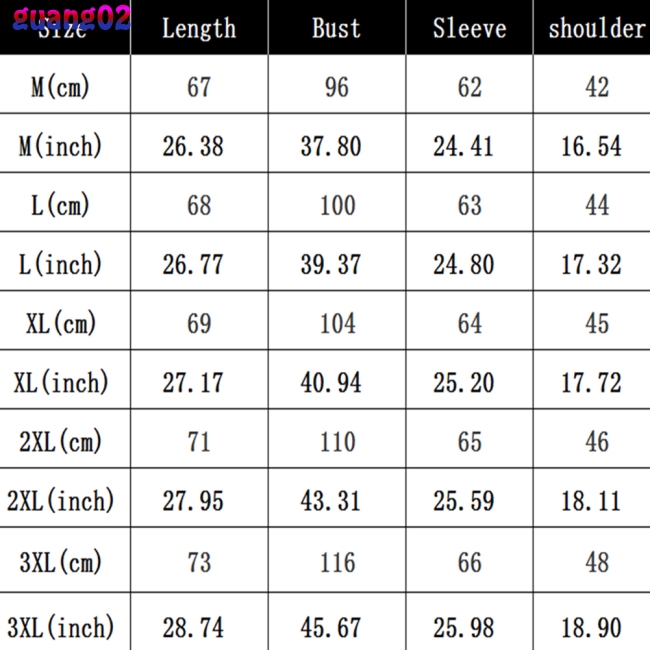 guang02
Size Length Bust Sleeve shoulder
M(cm) 67 96 62 42
M(inch) 26.38 37.80 24.41 16.54
L(cm) 68 100 63 44
L(inch) 26.77 39.37 24.80 17.32
XL(cm) 69 104 64 45
XL(inch) 27.17 40.94 25.20 17.72
2XL(cm) 71 110 65 46
2XL(inch) 27.95 43.31 25.59 18.11
3XL(cm) 73 116 66 48
3XL(inch) 28.74 45.67 25.98 18.90